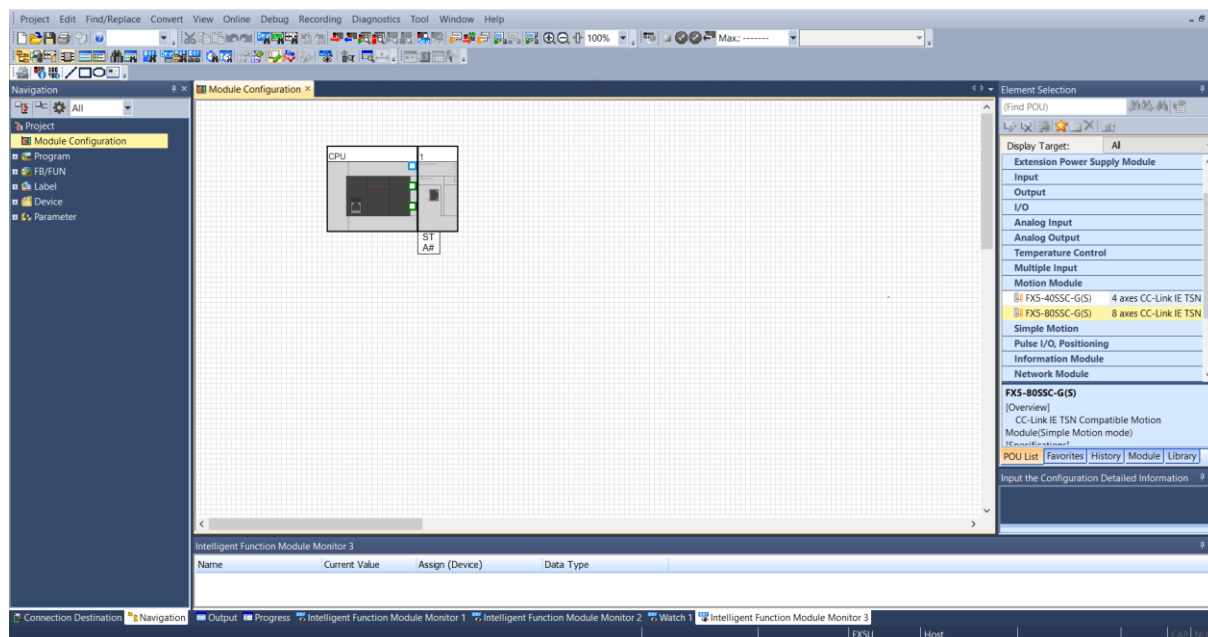 Project Edit Find/Replace Convert View Online Debug Recording Diagnostics Tool Window Help
100% Max.: -------
Navigation
All
Project
Module Configuration
Program
FB/FUN
Label
Device
Parameter
Module Configuration
CPU
1
ST
A#
Element Selection
(Find POU)
Display Target: Al
Extension Power Supply Module
Input
Output
I/O
Analog Input
Analog Output
Temperature Control
Multiple Input
Motion Module
FX5-40SSC-G(S) 4 axes CC-Link IE TSN
FX5-80SSC-G(S) 8 axes CC-Link IE TSN
Simple Motion
Pulse I/O, Positioning
Information Module
Network Module
FX5-80SSC-G(S)
[Overview]
CC-Link IE TSN Compatible Motion
Module(Simple Motion mode)
[Specifications]
POU List Favorites History Module Library
Input the Configuration Detailed Information
Intelligent Function Module Monitor 3
Name Current Value Assign (Device) Data Type
Connection Destination Navigation Output Progress Intelligent Function Module Monitor 1 Intelligent Function Module Monitor 2 Watch 1 Intelligent Function Module Monitor 3
FX5U Host CAP NU